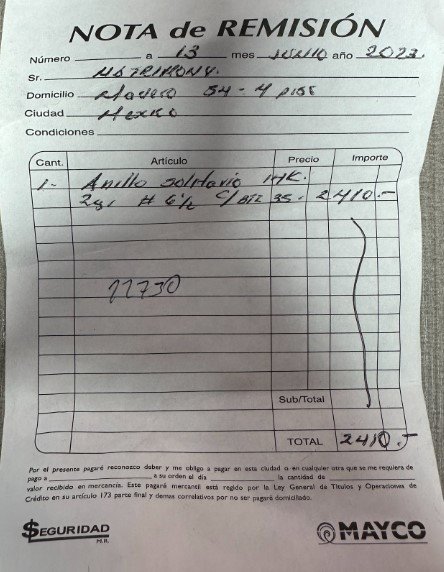 NOTA de REMISIÓN
Número a 13 mes JUNIO año 2023.
Sr. MATRIMONY.
Domicilio Madero 54-4 piso
Ciudad Mexico
Condiciones
Cant. Artículo Precio Importe
1- Anillo solitario 14K.
2gr # 6½ C/ 35. 2410.-
11730
Sub/Total
TOTAL 2410.-
Por el presente pagaré reconozco deber y me obligo a pagar en esta ciudad o en cualquier otra que se me requiera de
pago a a su orden el día la cantidad de
valor recibido en mercancía. Este pagaré mercantil está regido por la Ley General de Títulos y Operaciones de
Crédito en su artículo 173 parte final y demas correlativos por no ser pagaré domiciliado.
$EGURIDAD
M.R.
MAYCO